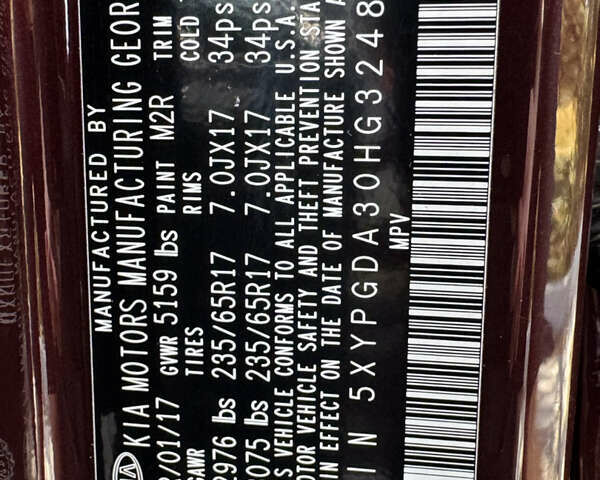 MANUFACTURED BY
KIA MOTORS MANUFACTURING GEOR
/01/17 GVWR 5159 lbs PAINT M2R TRIM
GAWR TIRES RIMS COLD
2976 lbs 235/65R17 7.0JX17 34ps
075 lbs 235/65R17 7.0JX17 34ps
S VEHICLE CONFORMS TO ALL APPLICABLE U.S.A.
OTOR VEHICLE SAFETY AND THEFT PREVENTION STA
IN EFFECT ON THE DATE OF MANUFACTURE SHOWN A
IN 5XYPGDA30HG3248
MPV